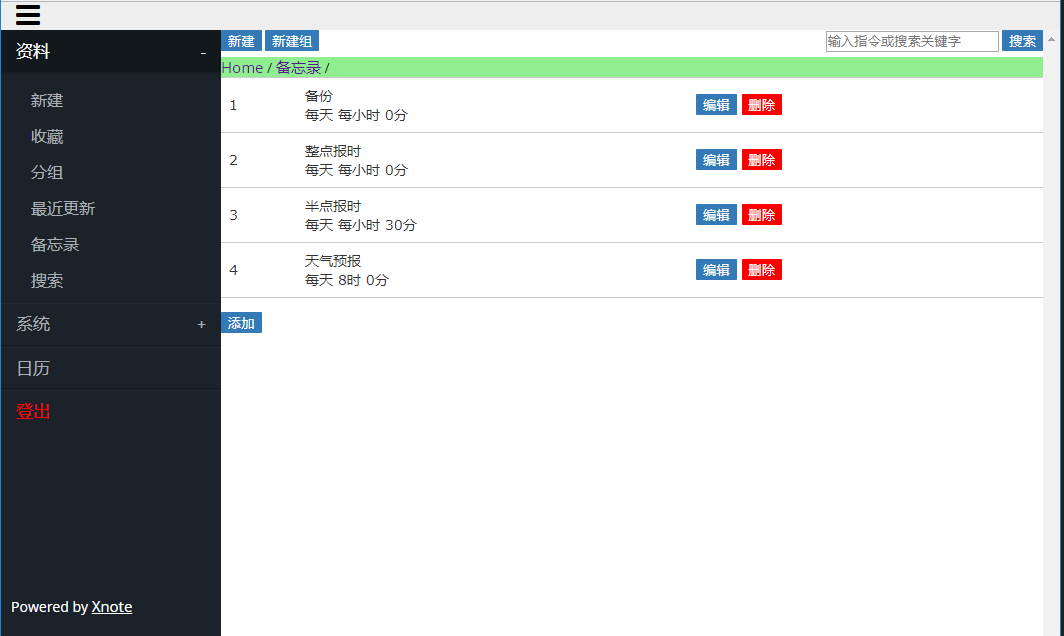 资料 -
新建
收藏
分组
最近更新
备忘录
搜索
系统 +
日历
登出
Powered by Xnote
新建 新建组 输入指令或搜索关键字 搜索
Home / 备忘录 /
1 备份 编辑 删除
每天 每小时 0分
2 整点报时 编辑 删除
每天 每小时 0分
3 半点报时 编辑 删除
每天 每小时 30分
4 天气预报 编辑 删除
每天 8时 0分
添加